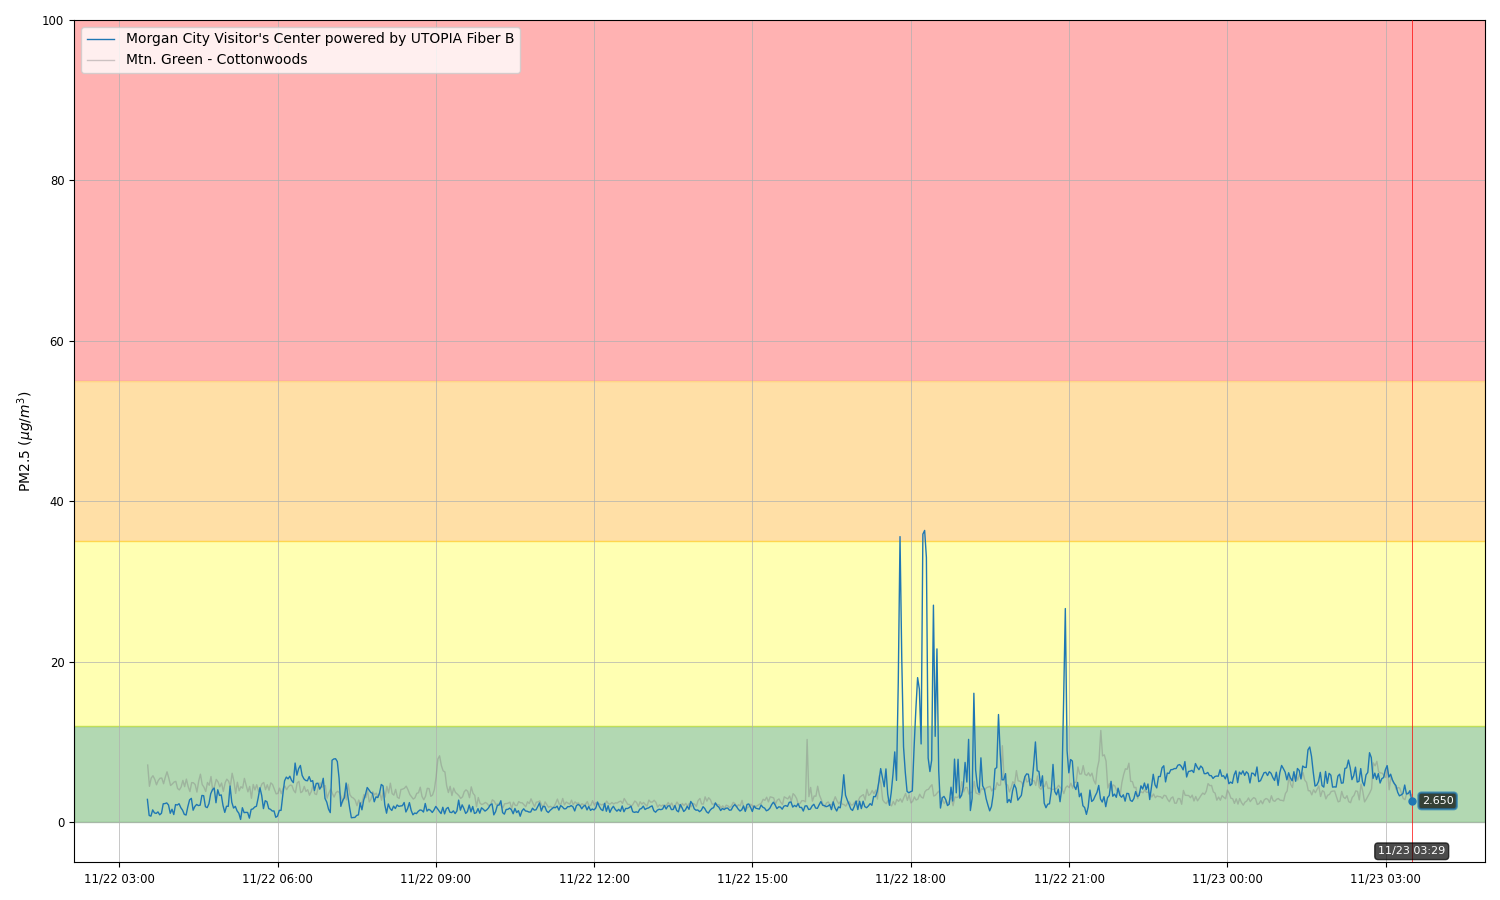 100
80
60
40
20
0
PM2.5 (μg/m³)
Morgan City Visitor's Center powered by UTOPIA Fiber B
Mtn. Green - Cottonwoods
2.650
11/23 03:29
11/22 03:00 11/22 06:00 11/22 09:00 11/22 12:00 11/22 15:00 11/22 18:00 11/22 21:00 11/23 00:00 11/23 03:00